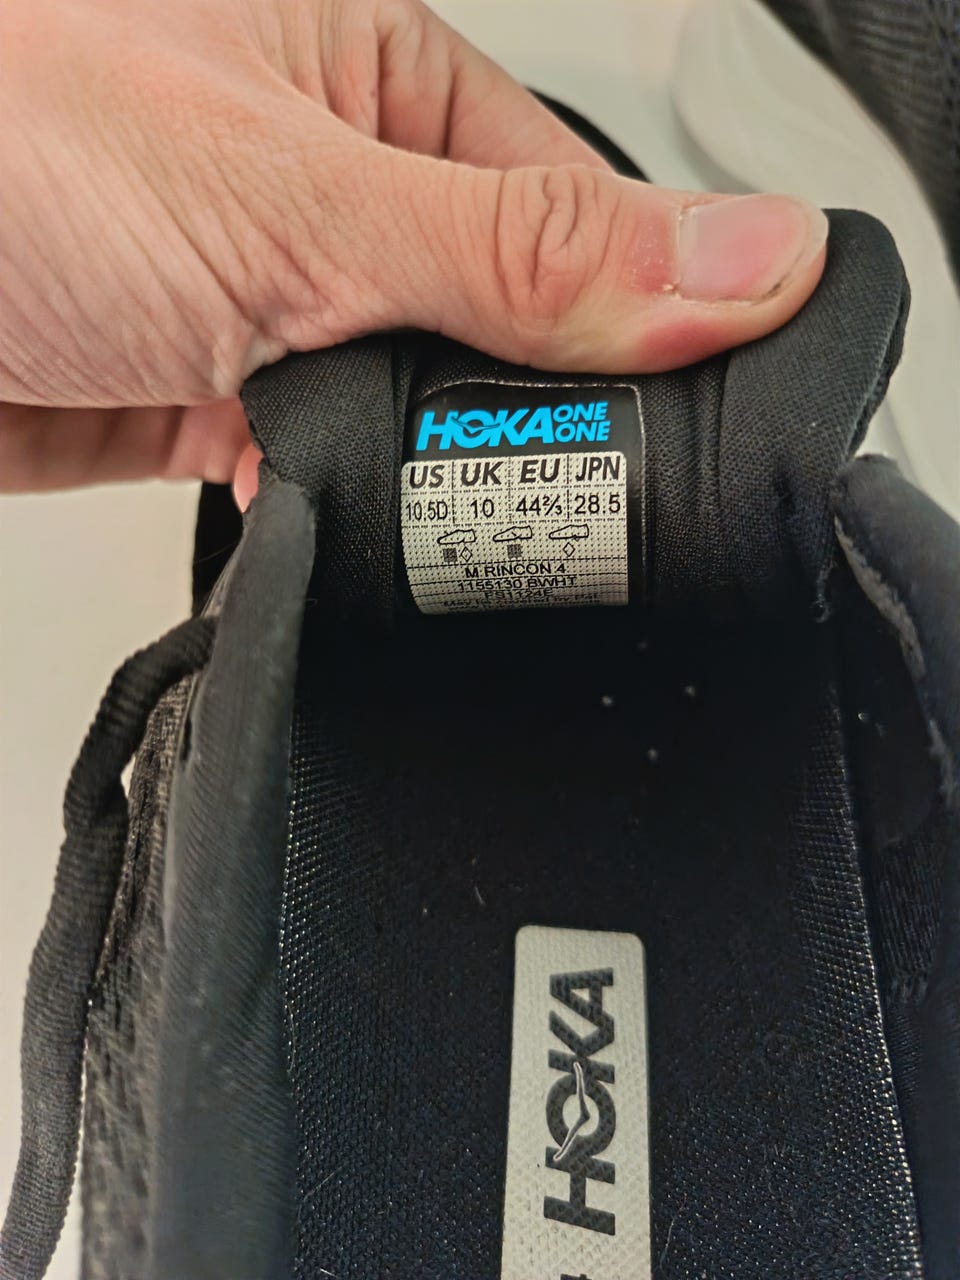 HOKA ONE ONE
US UK EU JPN
10.5D 10 44⅔ 28.5
M RINCON 4
1155130 BWHT
FS1124E
HOKA